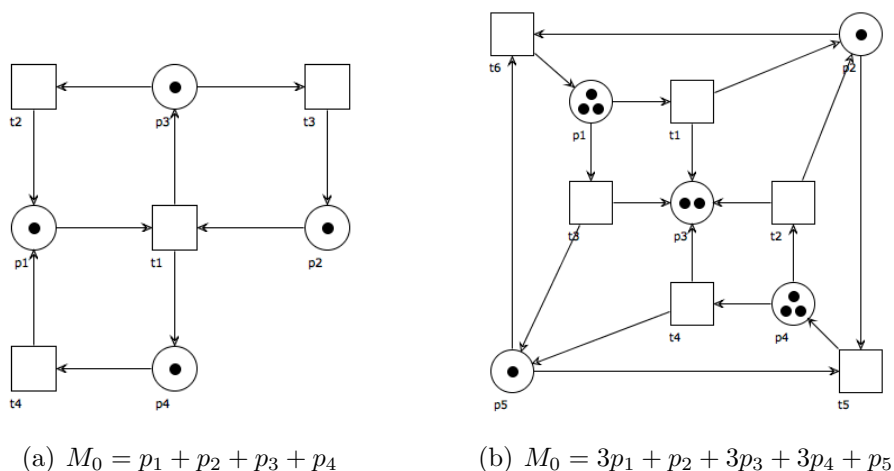 t6
p2
t2
p3
t3
p1
t1
p1
t1
p2
t3
p3
t2
t4
p4
t4
p4
p5
t5
(a) M₀ = p₁ + p₂ + p₃ + p₄
(b) M₀ = 3p₁ + p₂ + 3p₃ + 3p₄ + p₅